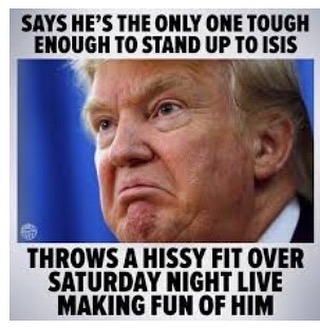 SAYS HE'S THE ONLY ONE TOUGH
ENOUGH TO STAND UP TO ISIS
THROWS A HISSY FIT OVER
SATURDAY NIGHT LIVE
MAKING FUN OF HIM